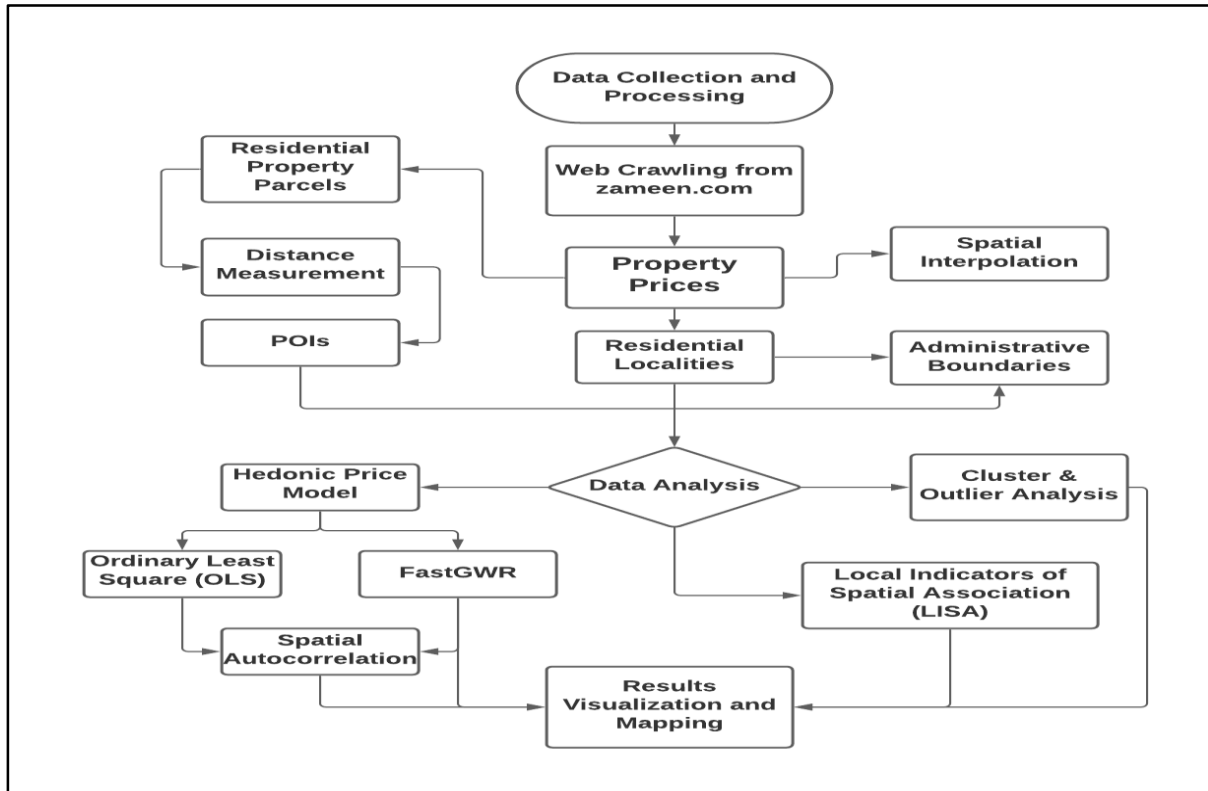 Data Collection and
Processing
Web Crawling from
zameen.com
Residential
Property
Parcels
Property
Prices
Spatial
Interpolation
Distance
Measurement
POIs
Residential
Localities
Administrative
Boundaries
Data Analysis
Hedonic Price
Model
Cluster &
Outlier Analysis
Ordinary Least
Square (OLS)
FastGWR
Local Indicators of
Spatial Association
(LISA)
Spatial
Autocorrelation
Results
Visualization and
Mapping